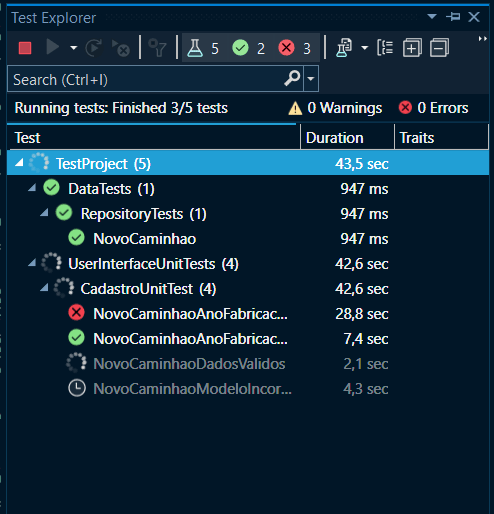 Test Explorer
5 2 3
Search (Ctrl+I)
Running tests: Finished 3/5 tests 0 Warnings 0 Errors
Test Duration Traits
TestProject (5) 43,5 sec
DataTests (1) 947 ms
RepositoryTests (1) 947 ms
NovoCaminhao 947 ms
UserInterfaceUnitTests (4) 42,6 sec
CadastroUnitTest (4) 42,6 sec
NovoCaminhaoAnoFabricac... 28,8 sec
NovoCaminhaoAnoFabricac... 7,4 sec
NovoCaminhaoDadosValidos 2,1 sec
NovoCaminhaoModeloIncor... 4,3 sec